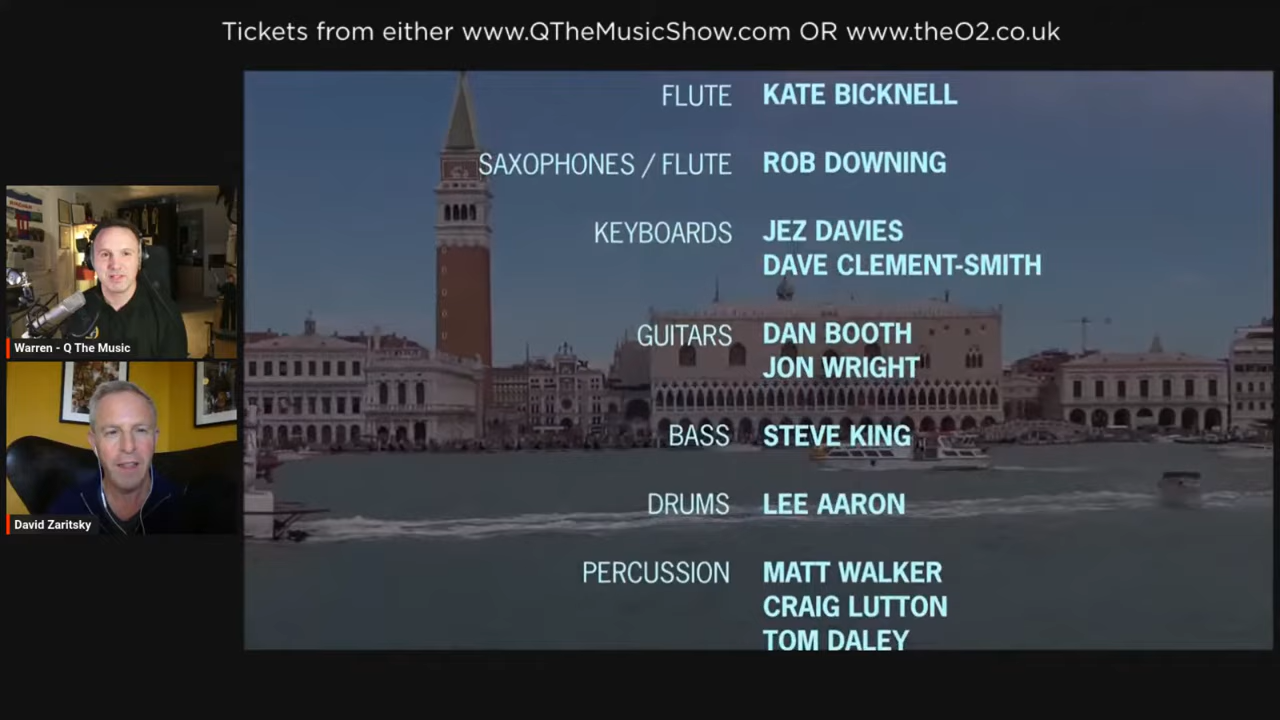 Tickets from either www.QTheMusicShow.com OR www.theO2.co.uk
FLUTE KATE BICKNELL
SAXOPHONES / FLUTE ROB DOWNING
KEYBOARDS JEZ DAVIES
DAVE CLEMENT-SMITH
GUITARS DAN BOOTH
JON WRIGHT
BASS STEVE KING
DRUMS LEE AARON
PERCUSSION MATT WALKER
CRAIG LUTTON
TOM DALEY
Warren - Q The Music
David Zaritsky